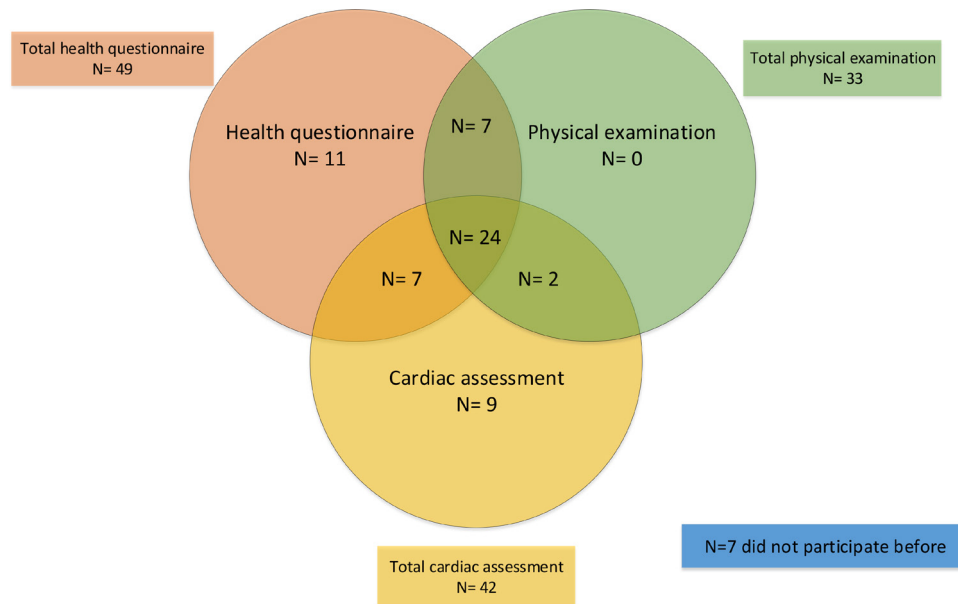 Total health questionnaire
N= 49
Total physical examination
N= 33
Health questionnaire
N= 11
N= 7
Physical examination
N= 0
N= 24
N= 7
N= 2
Cardiac assessment
N= 9
Total cardiac assessment
N= 42
N=7 did not participate before